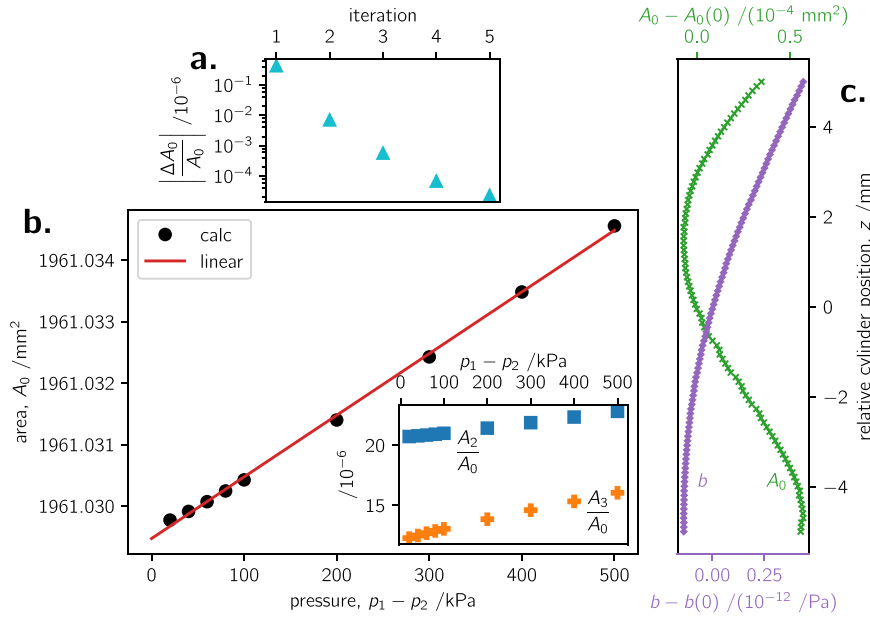 a.
iteration
1 2 3 4 5
|ΔA₀/A₀| /10⁻⁶
10⁻¹
10⁻²
10⁻³
10⁻⁴
b.
calc
linear
area, A₀ /mm²
1961.034
1961.033
1961.032
1961.031
1961.030
0 100 200 300 400 500
pressure, p₁ − p₂ /kPa
p₁ − p₂ /kPa
0 100 200 300 400 500
/10⁻⁶
20
15
A₂/A₀
A₃/A₀
c.
A₀ − A₀(0) /(10⁻⁴ mm²)
0.0 0.5
relative cylinder position, z /mm
4
2
0
−2
−4
b
A₀
0.00 0.25
b − b(0) /(10⁻¹² /Pa)